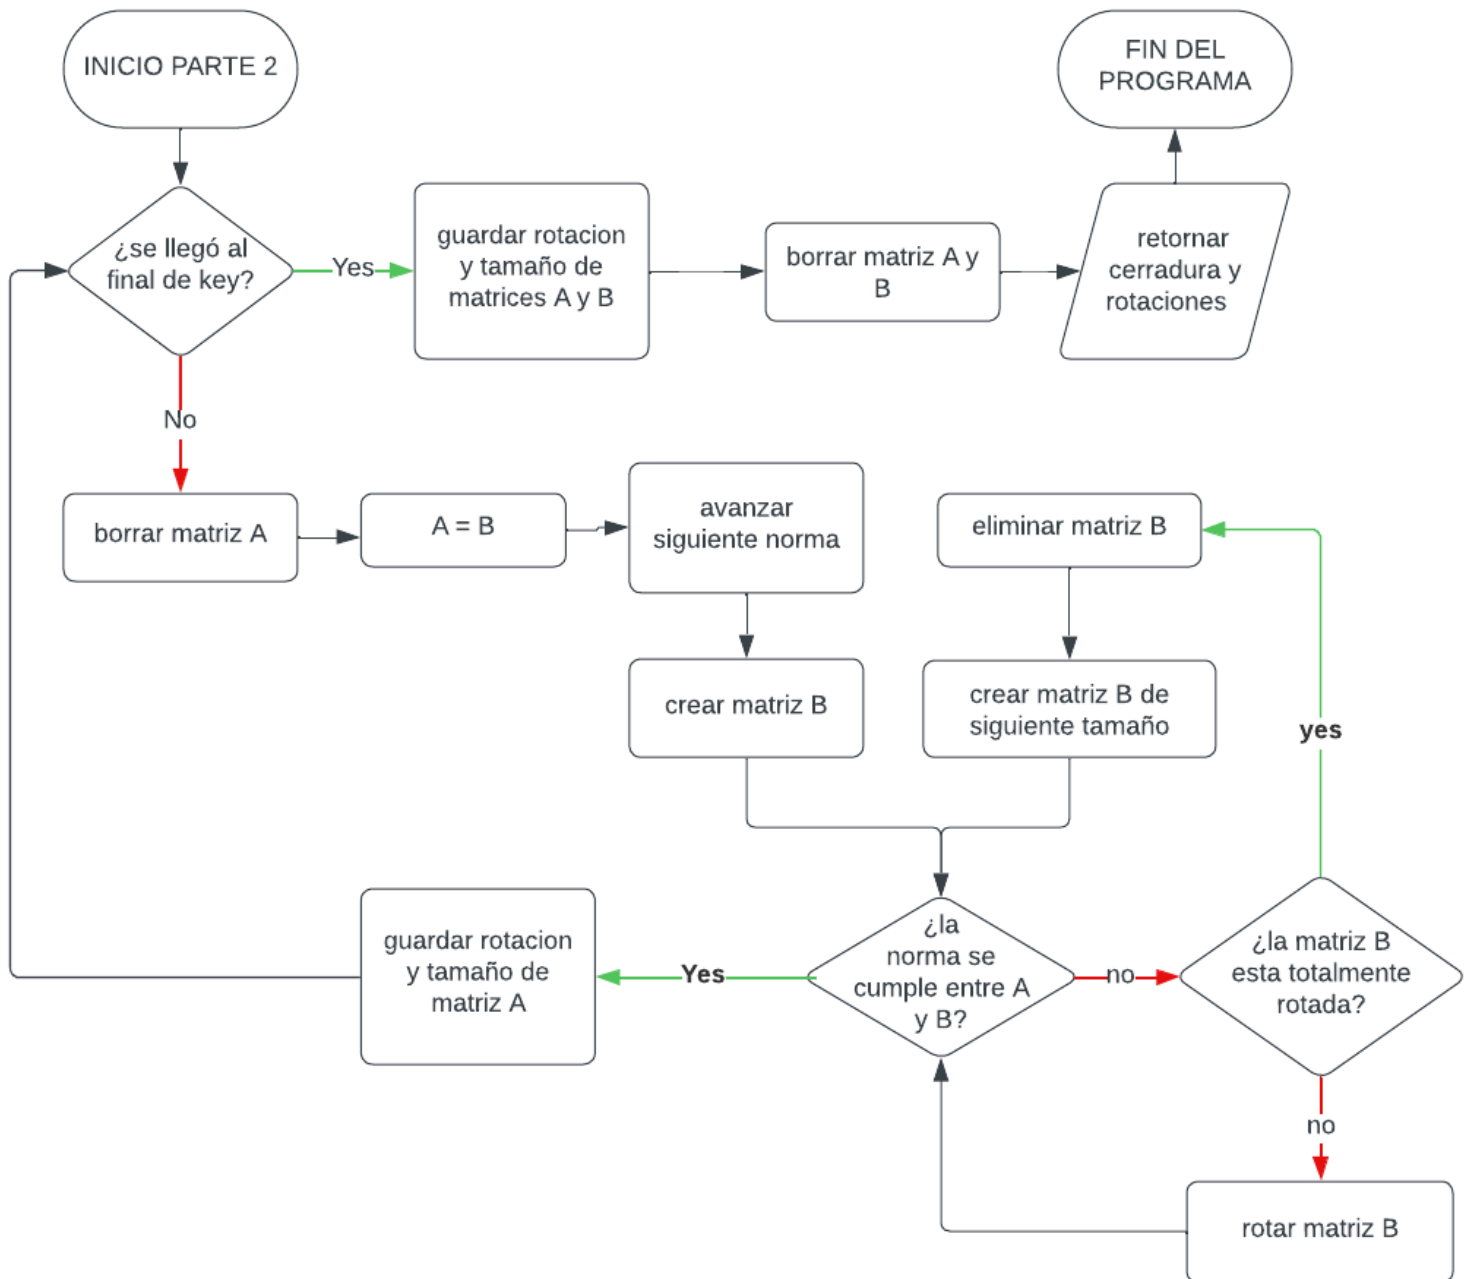 INICIO PARTE 2
FIN DEL
PROGRAMA
¿se llegó al
final de key?
Yes
guardar rotacion
y tamaño de
matrices A y B
borrar matriz A y
B
retornar
cerradura y
rotaciones
No
borrar matriz A
A = B
avanzar
siguiente norma
eliminar matriz B
crear matriz B
crear matriz B de
siguiente tamaño
yes
guardar rotacion
y tamaño de
matriz A
Yes
¿la
norma se
cumple entre A
y B?
no
¿la matriz B
esta totalmente
rotada?
no
rotar matriz B